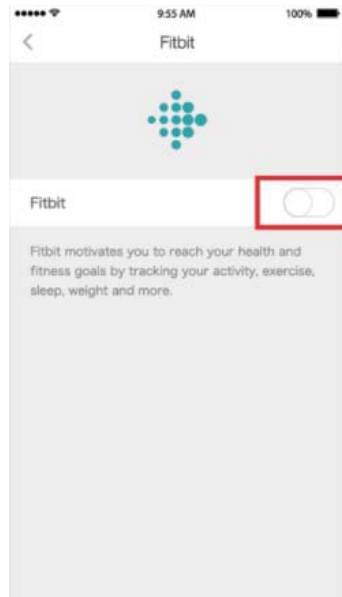 9:55 AM
100%
Fitbit
Fitbit
Fitbit motivates you to reach your health and
fitness goals by tracking your activity, exercise,
sleep, weight and more.